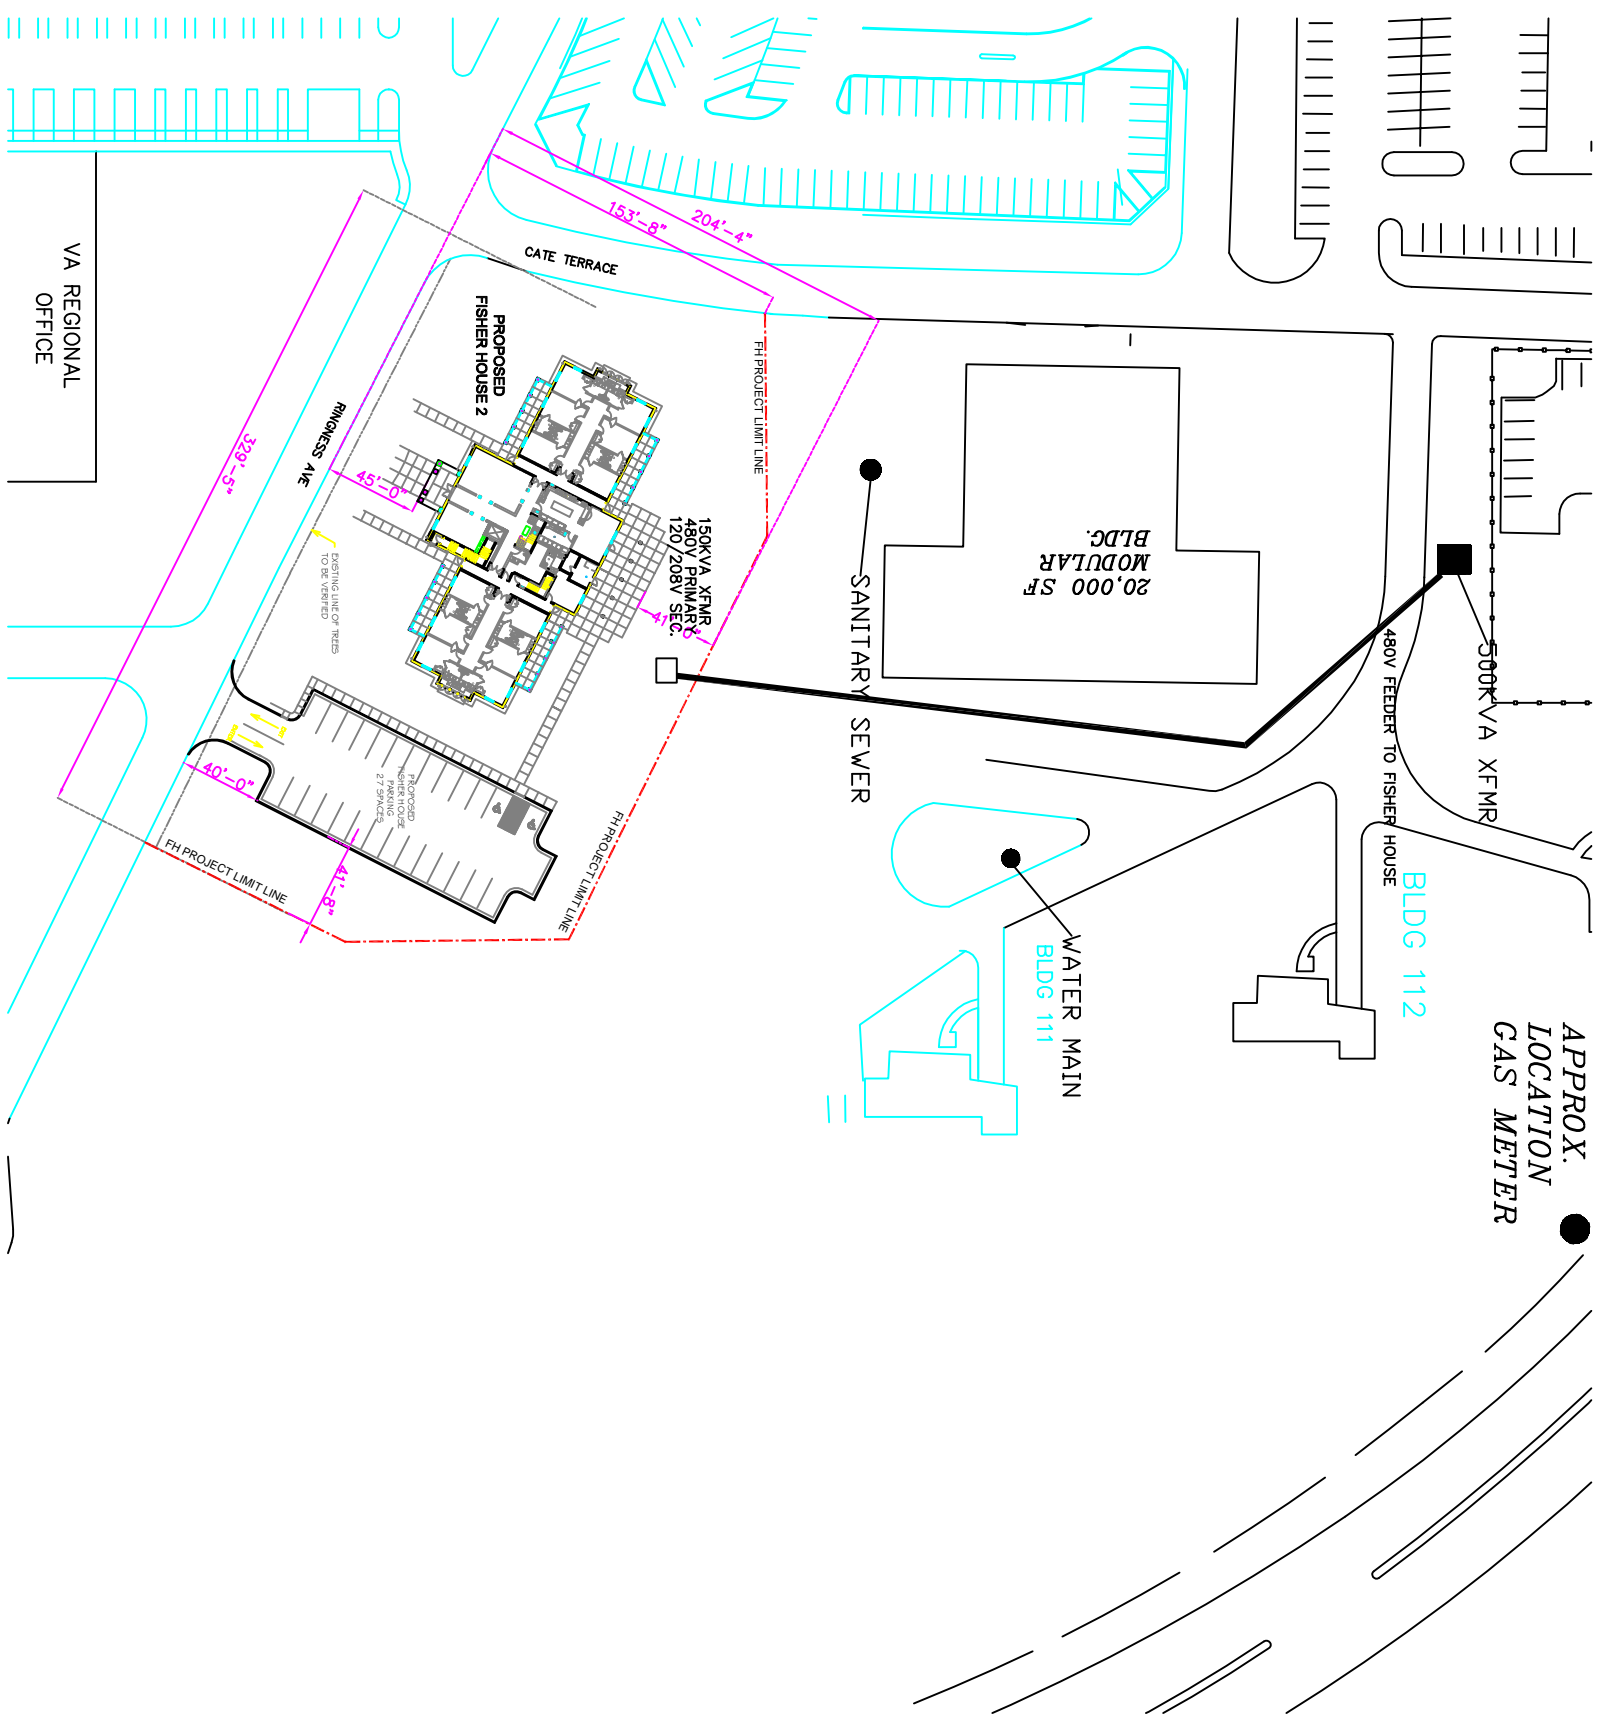 VA REGIONAL
OFFICE
329'-5"
RINGNESS AVE
45'-0"
CATE TERRACE
153'-8"
204'-4"
PROPOSED
FISHER HOUSE 2
FH PROJECT LIMIT LINE
150KVA XFMR
480V PRIMARY
120/208V SEC.
41'-0"
EXISTING LINE OF TREES
TO BE VERIFIED
40'-0"
PROPOSED
FISHER HOUSE
PARKING
27 SPACES
41'-8"
FH PROJECT LIMIT LINE
FH PROJECT LIMIT LINE
SANITARY SEWER
20,000 SF
MODULAR
BLDG.
500KVA XFMR
480V FEEDER TO FISHER HOUSE
BLDG 112
WATER MAIN
BLDG 111
APPROX.
LOCATION
GAS METER